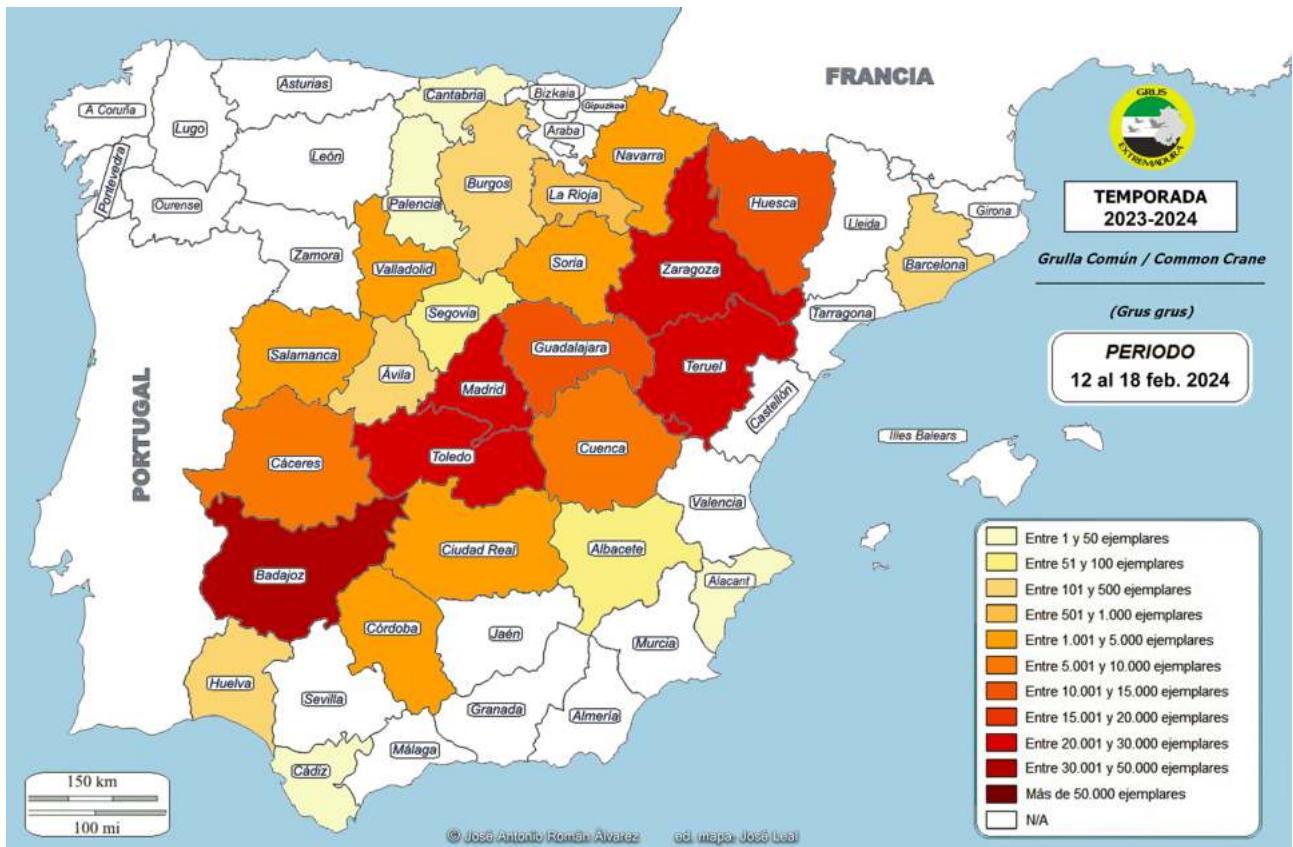 FRANCIA
PORTUGAL
A Coruña
Lugo
Asturias
Cantabria
Bizkaia
Gipuzkoa
Araba
Navarra
Pontevedra
Ourense
León
Palencia
Burgos
La Rioja
Huesca
Lleida
Girona
Barcelona
Zamora
Valladolid
Soria
Zaragoza
Tarragona
Segovia
Salamanca
Ávila
Guadalajara
Madrid
Teruel
Castellón
Illes Balears
Cáceres
Toledo
Cuenca
Valencia
Badajoz
Ciudad Real
Albacete
Alacant
Córdoba
Jaén
Murcia
Huelva
Sevilla
Granada
Almería
Cádiz
Málaga
GRUS
EXTREMADURA
TEMPORADA
2023-2024
Grulla Común / Common Crane
(Grus grus)
PERIODO
12 al 18 feb. 2024
Entre 1 y 50 ejemplares
Entre 51 y 100 ejemplares
Entre 101 y 500 ejemplares
Entre 501 y 1.000 ejemplares
Entre 1.001 y 5.000 ejemplares
Entre 5.001 y 10.000 ejemplares
Entre 10.001 y 15.000 ejemplares
Entre 15.001 y 20.000 ejemplares
Entre 20.001 y 30.000 ejemplares
Entre 30.001 y 50.000 ejemplares
Más de 50.000 ejemplares
N/A
150 km
100 mi
© José Antonio Román Álvarez ed. mapa- José Leal